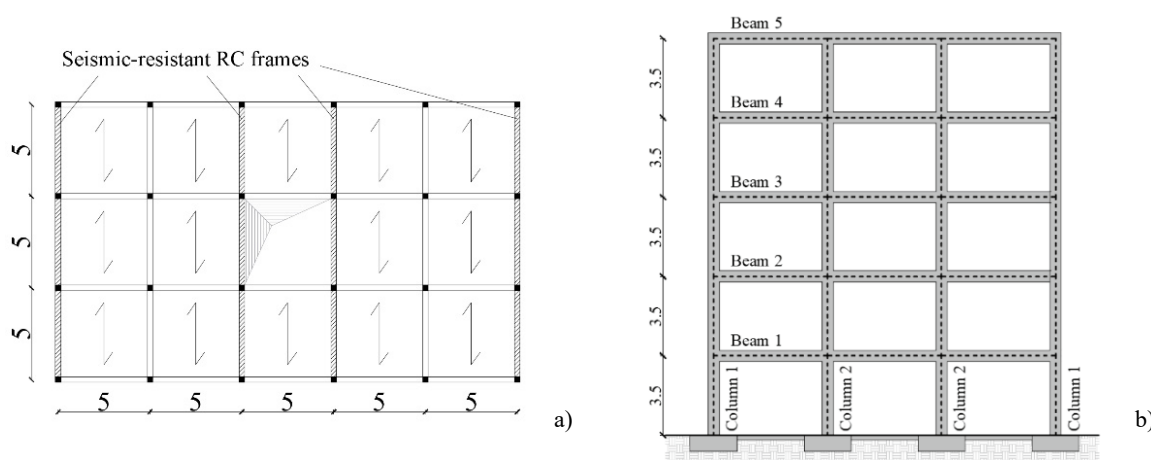 Seismic-resistant RC frames
5
5
5
5 5 5 5 5
a)
Beam 5
3.5
Beam 4
3.5
Beam 3
3.5
Beam 2
3.5
Beam 1
3.5
Column 1
Column 2
Column 2
Column 1
b)